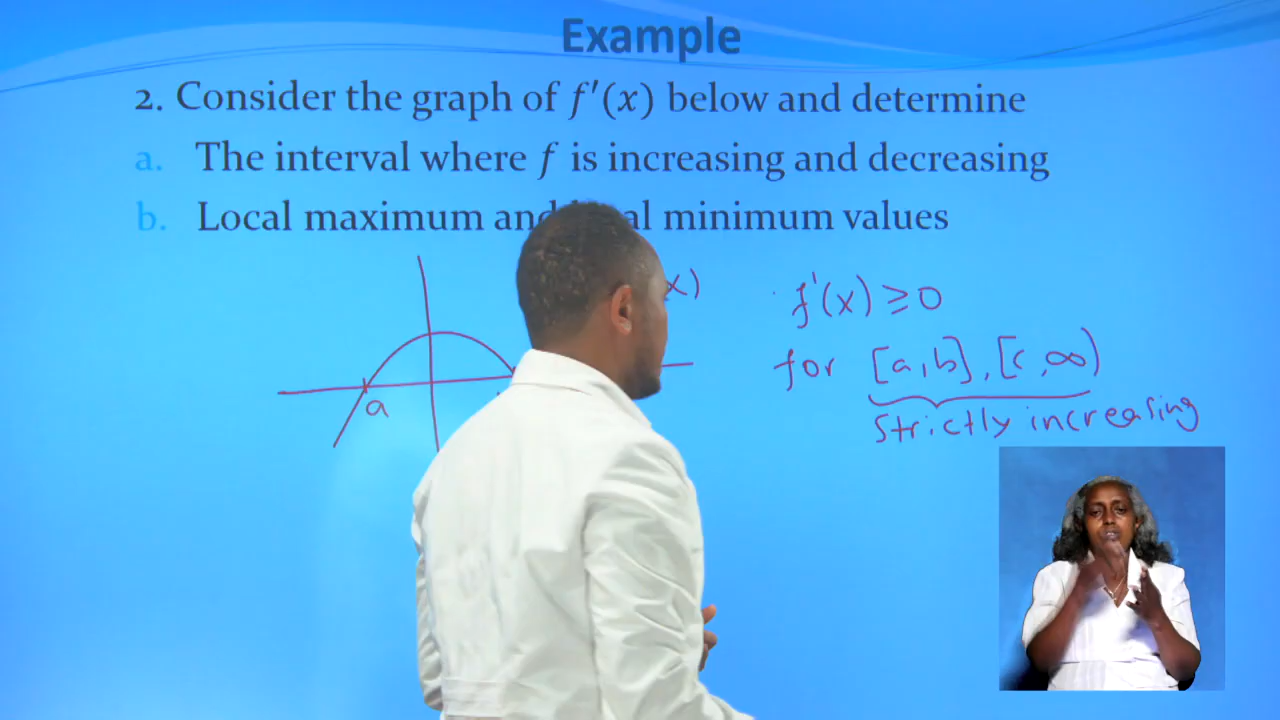 Example
2. Consider the graph of f′(x) below and determine
a. The interval where f is increasing and decreasing
b. Local maximum and minimum values
x)
f'(x) ≥ 0
for [a, b], [c, ∞)
strictly increasing
a